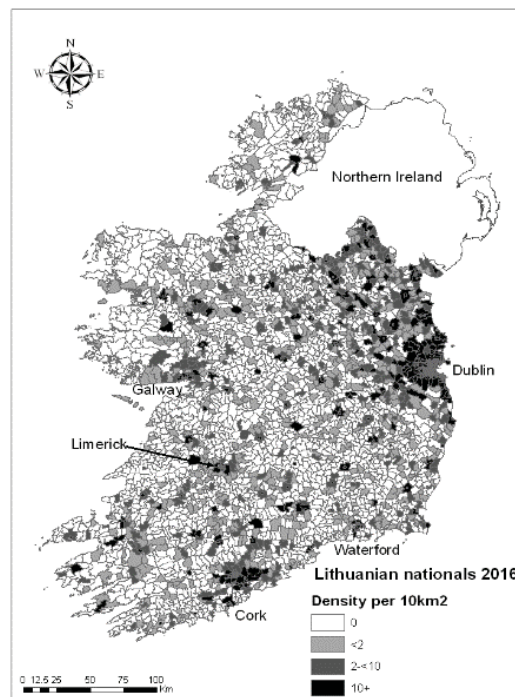 N
W E
S
Northern Ireland
Dublin
Galway
Limerick
Waterford
Cork
Lithuanian nationals 2016
Density per 10km2
0
<2
2-<10
10+
0 12.5 25 50 75 100
Km